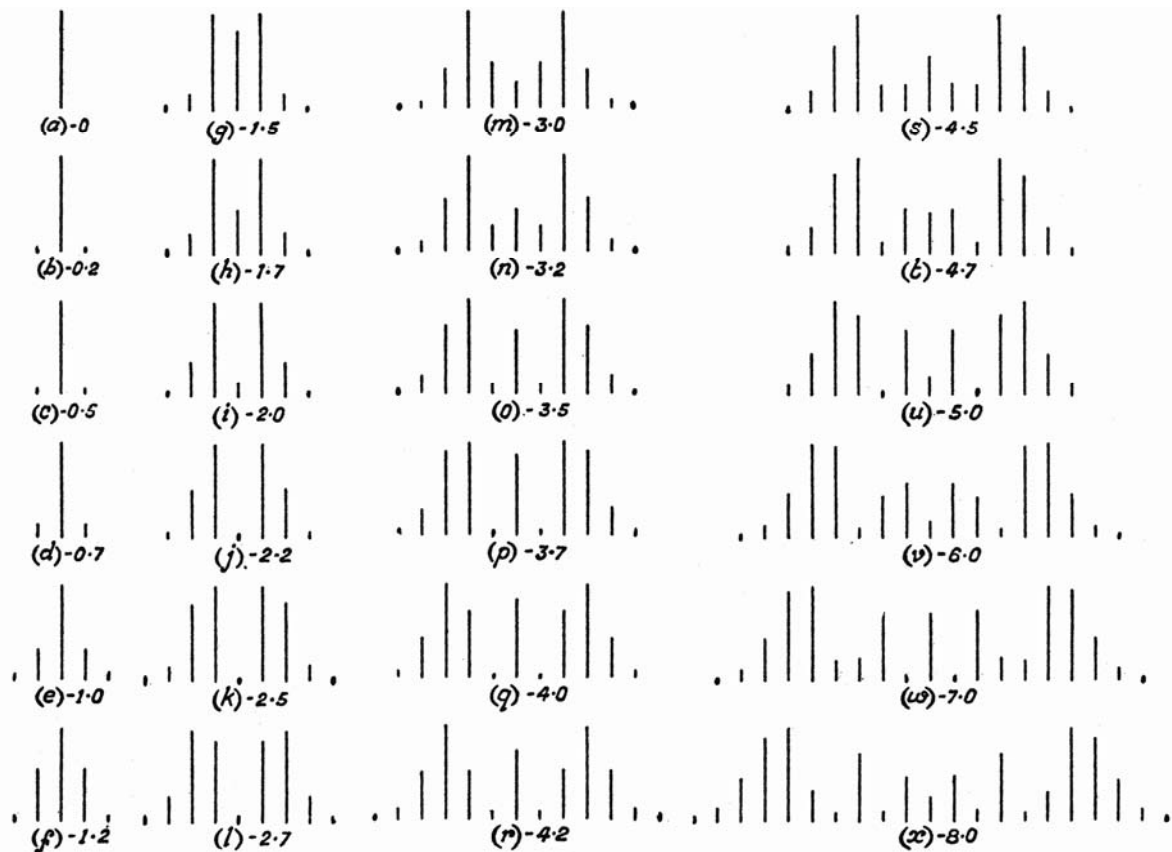 (a)-0 (g)-1·5 (m)-3·0 (s)-4·5
(b)-0·2 (h)-1·7 (n)-3·2 (t)-4·7
(c)-0·5 (i)-2·0 (o)-3·5 (u)-5·0
(d)-0·7 (j)-2·2 (p)-3·7 (v)-6·0
(e)-1·0 (k)-2·5 (q)-4·0 (w)-7·0
(f)-1·2 (l)-2·7 (r)-4·2 (x)-8·0